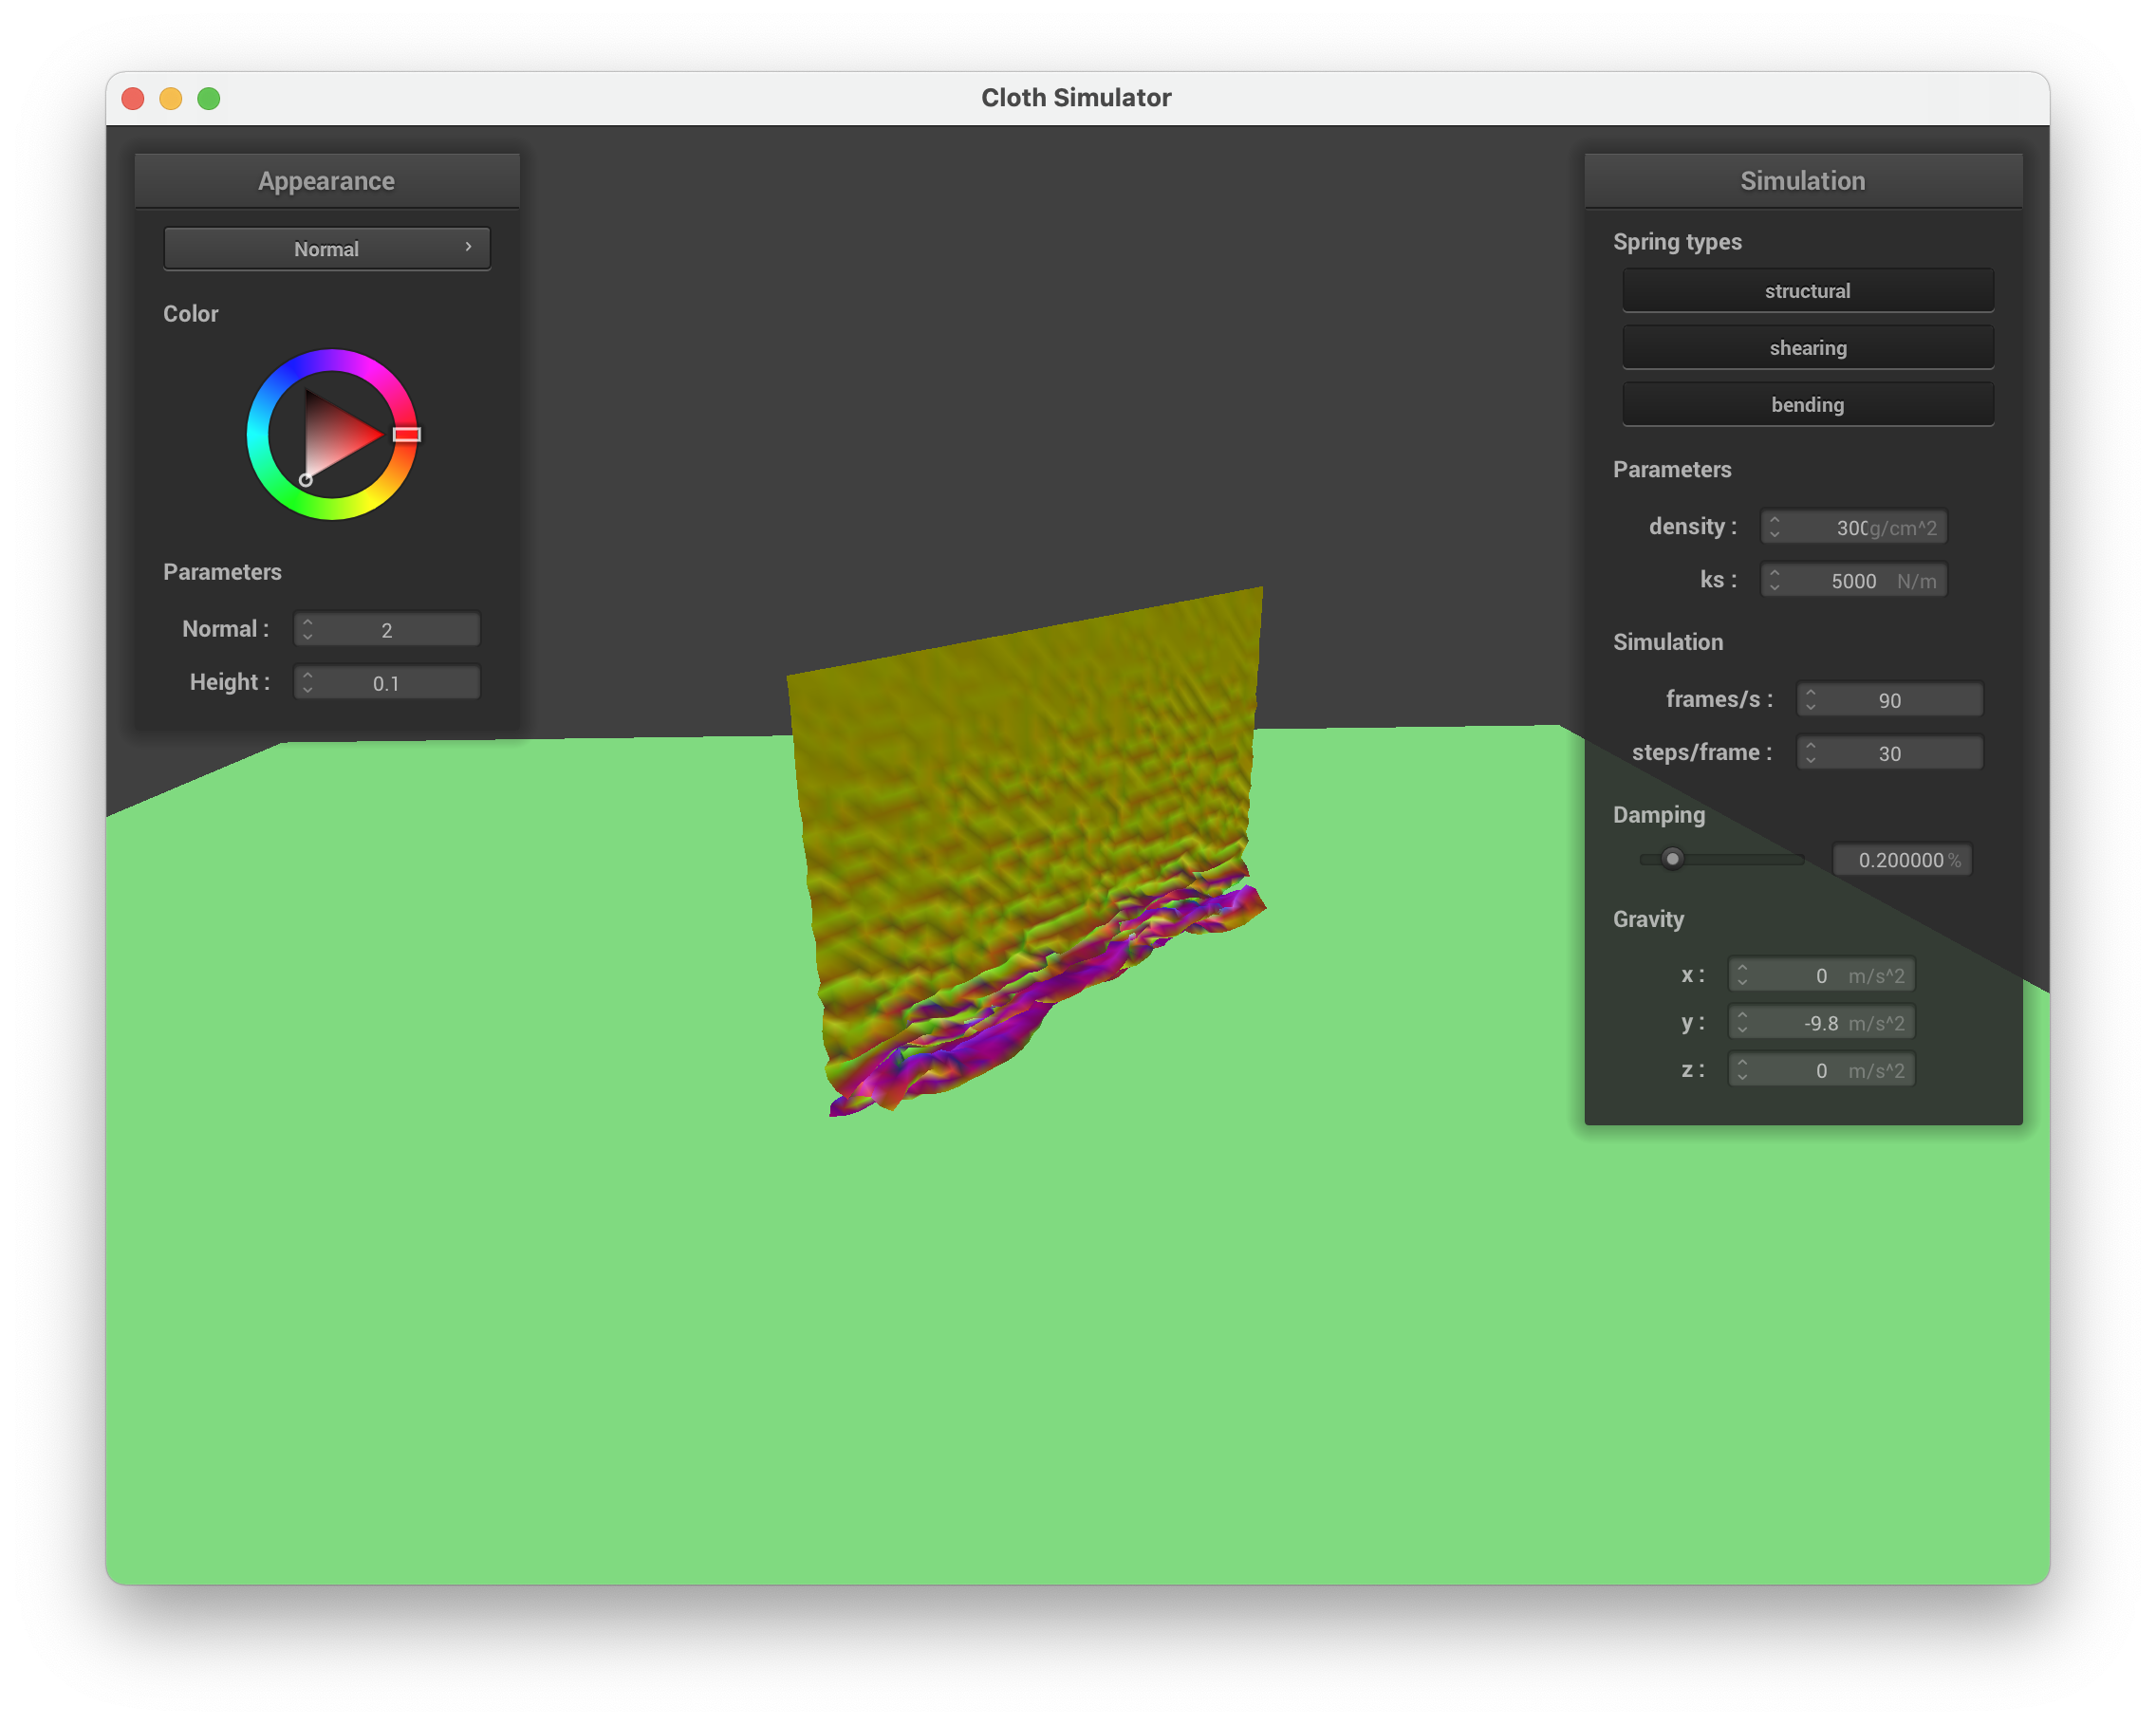 Cloth Simulator
Appearance
Normal
Color
Parameters
Normal :
2
Height :
0.1
Simulation
Spring types
structural
shearing
bending
Parameters
density :
300 g/cm^2
ks :
5000 N/m
Simulation
frames/s :
90
steps/frame :
30
Damping
0.200000 %
Gravity
x :
0 m/s^2
y :
-9.8 m/s^2
z :
0 m/s^2